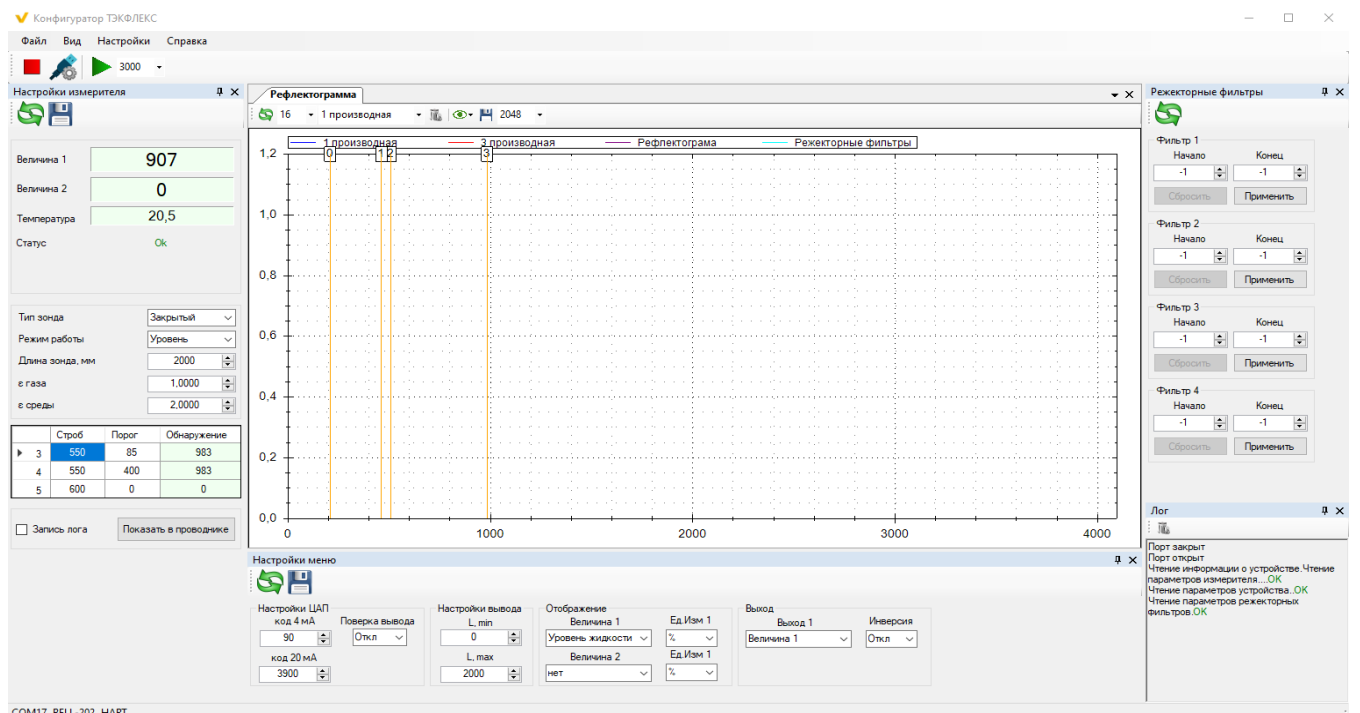 Конфигуратор ТЭКФЛЕКС
Файл Вид Настройки Справка
3000
Настройки измерителя
Величина 1 907
Величина 2 0
Температура 20,5
Статус Ok
Тип зонда Закрытый
Режим работы Уровень
Длина зонда, мм 2000
ε газа 1,0000
ε среды 2,0000
Строб Порог Обнаружение
3 550 85 983
4 550 400 983
5 600 0 0
Запись лога Показать в проводнике
Рефлектограмма
16 1 производная 2048
1 производная 3 производная Рефлектограма Режекторные фильтры
0 1 2 3
1,2
1,0
0,8
0,6
0,4
0,2
0,0
0 1000 2000 3000 4000
Настройки меню
Настройки ЦАП Настройки вывода Отображение Выход
код 4 мА Поверка вывода L, min Величина 1 Ед.Изм 1 Выход 1 Инверсия
90 Откл 0 Уровень жидкости % Величина 1 Откл
код 20 мА L, max Величина 2 Ед.Изм 1
3900 2000 нет %
Режекторные фильтры
Фильтр 1
Начало Конец
-1 -1
Сбросить Применить
Фильтр 2
Начало Конец
-1 -1
Сбросить Применить
Фильтр 3
Начало Конец
-1 -1
Сбросить Применить
Фильтр 4
Начало Конец
-1 -1
Сбросить Применить
Лог
Порт закрыт
Порт открыт
Чтение информации о устройстве.Чтение
параметров измерителя....OK
Чтение параметров устройства..OK
Чтение параметров режекторных
фильтров.OK
COM17 BELL-202 HART